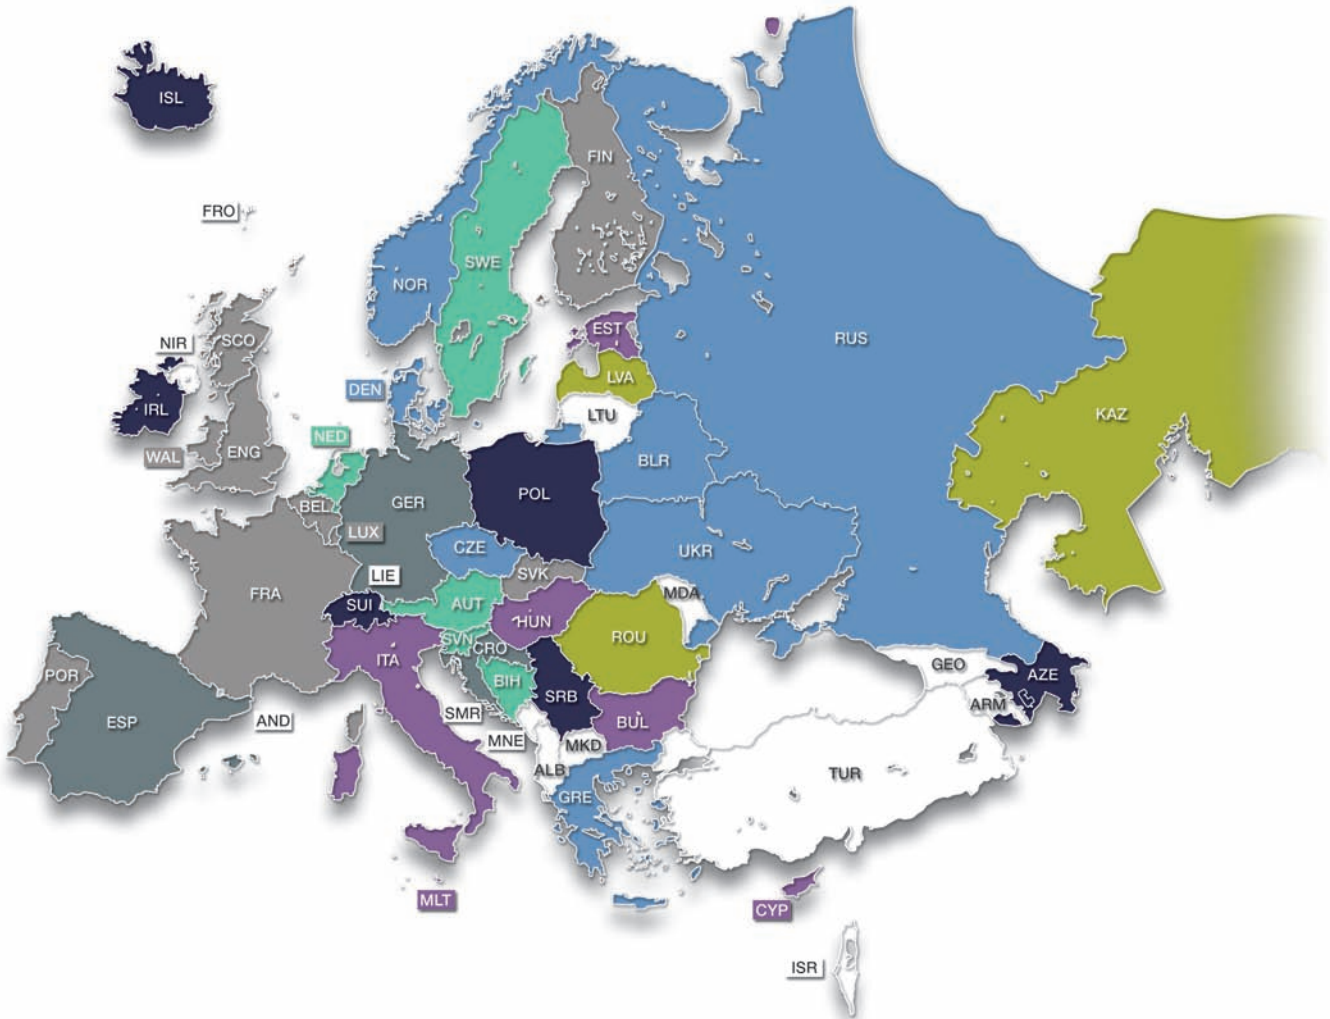 ISL
FRO
FIN
SWE
NOR
RUS
EST
NIR
SCO
LVA
DEN
IRL
LTU
KAZ
NED
WAL
ENG
BLR
POL
GER
BEL
LUX
CZE
UKR
LIE
SVK
FRA
MDA
SUI
AUT
HUN
ROU
SVN
CRO
ITA
GEO
POR
BIH
AZE
SRB
ARM
SMR
AND
ESP
BUL
MNE
MKD
ALB
TUR
GRE
MLT
CYP
ISR